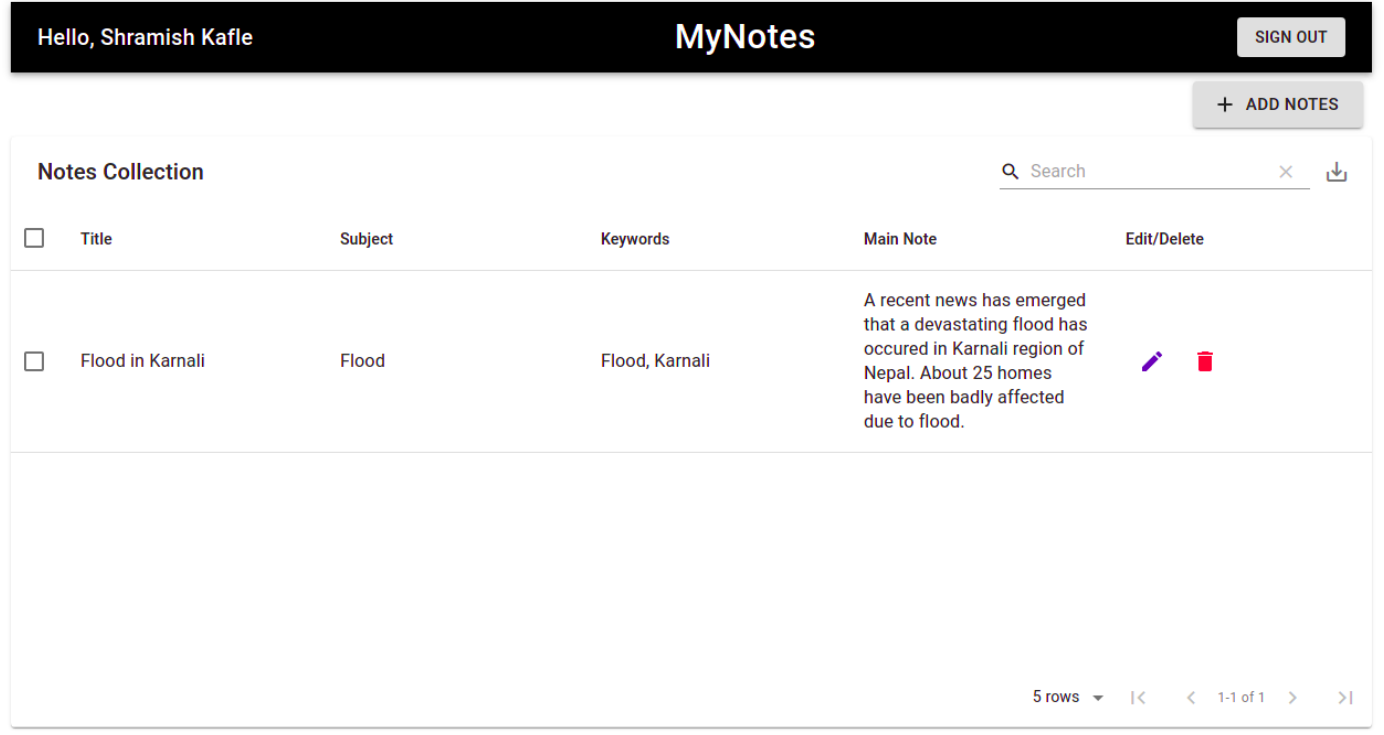 Hello, Shramish Kafle
MyNotes
SIGN OUT
+ ADD NOTES
Notes Collection
Search
Title Subject Keywords Main Note Edit/Delete
Flood in Karnali Flood Flood, Karnali
A recent news has emerged
that a devastating flood has
occured in Karnali region of
Nepal. About 25 homes
have been badly affected
due to flood.
5 rows 1-1 of 1